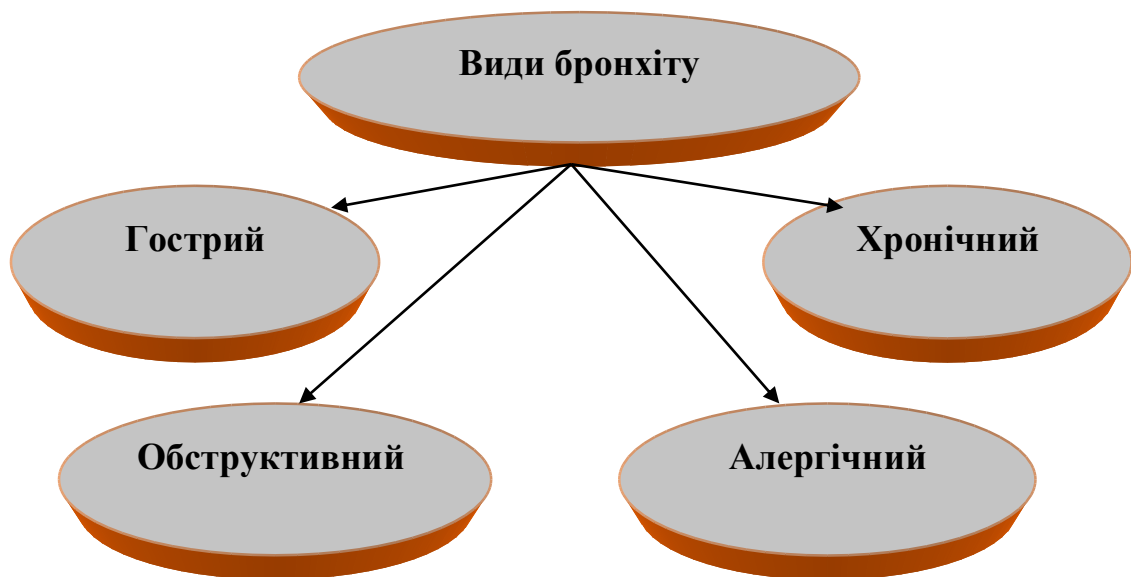 Види бронхіту
Гострий
Хронічний
Обструктивний
Алергічний